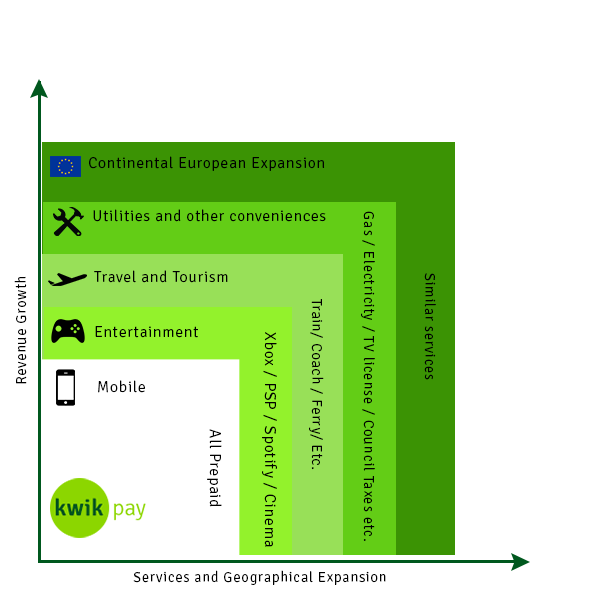 Continental European Expansion
Utilities and other conveniences
Travel and Tourism
Entertainment
Mobile
All Prepaid
Xbox / PSP / Spotify / Cinema
Train/ Coach / Ferry/ Etc.
Gas / Electricity / TV license / Council Taxes etc.
Similar services
kwik pay
Revenue Growth
Services and Geographical Expansion